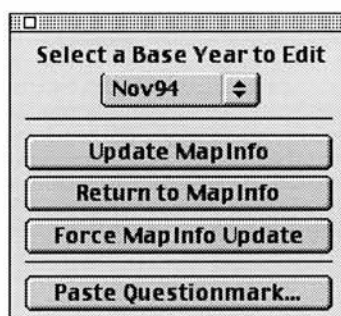 Select a Base Year to Edit
Nov94
Update MapInfo
Return to MapInfo
Force MapInfo Update
Paste Questionmark...